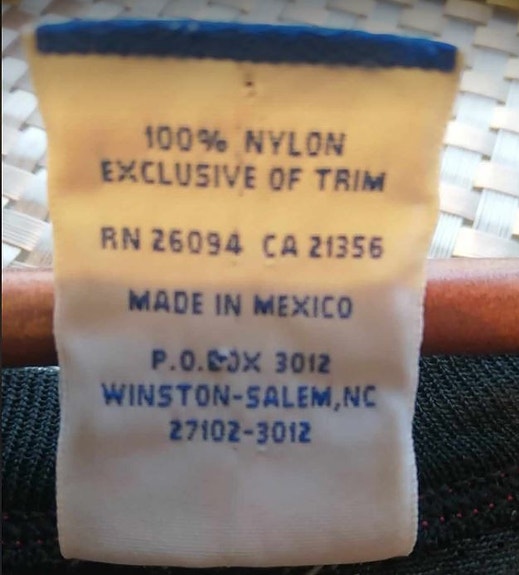 100% NYLON
EXCLUSIVE OF TRIM
RN 26094 CA 21356
MADE IN MEXICO
P.O.BOX 3012
WINSTON-SALEM,NC
27102-3012